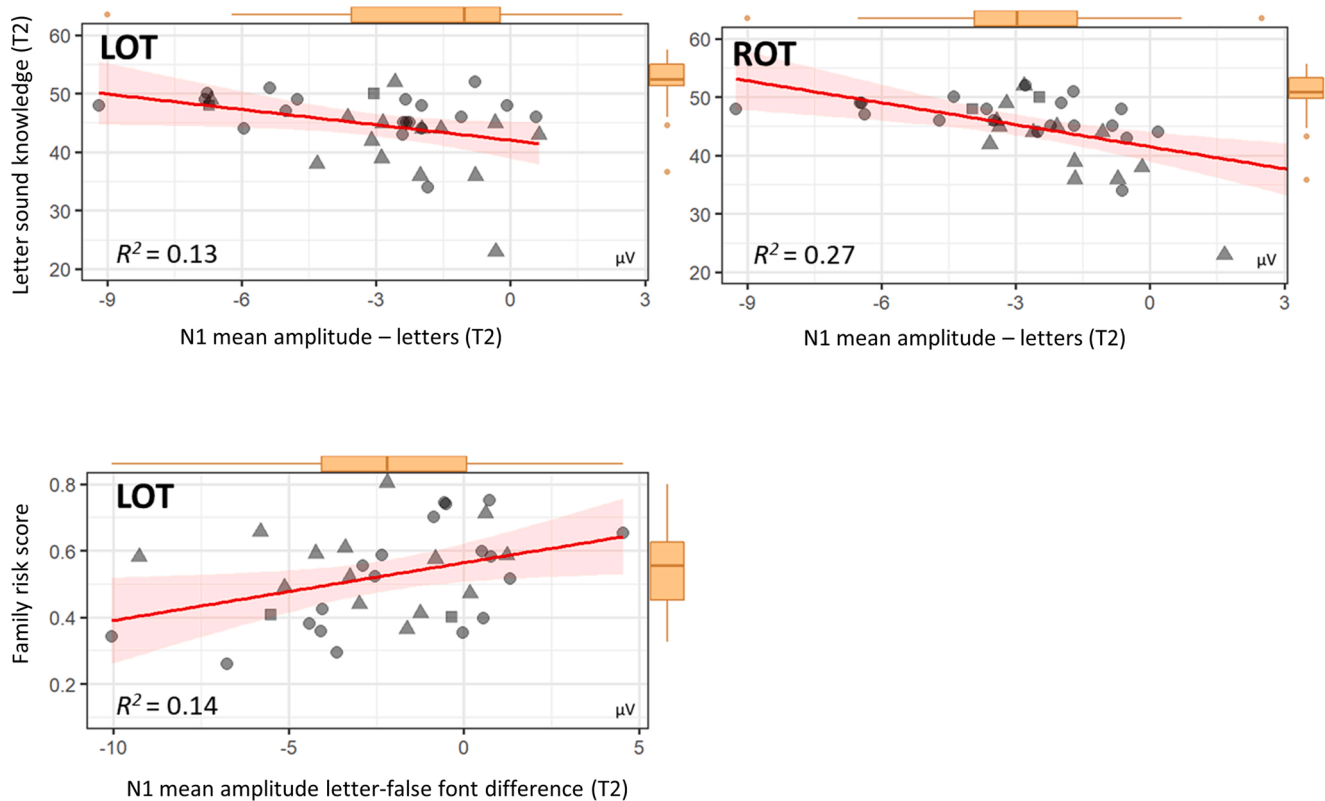 LOT
Letter sound knowledge (T2)
60
50
40
30
20
R² = 0.13
μV
-9
-6
-3
0
3
N1 mean amplitude – letters (T2)
ROT
60
50
40
30
20
R² = 0.27
μV
-9
-6
-3
0
3
N1 mean amplitude – letters (T2)
LOT
Family risk score
0.8
0.6
0.4
0.2
R² = 0.14
μV
-10
-5
0
5
N1 mean amplitude letter-false font difference (T2)